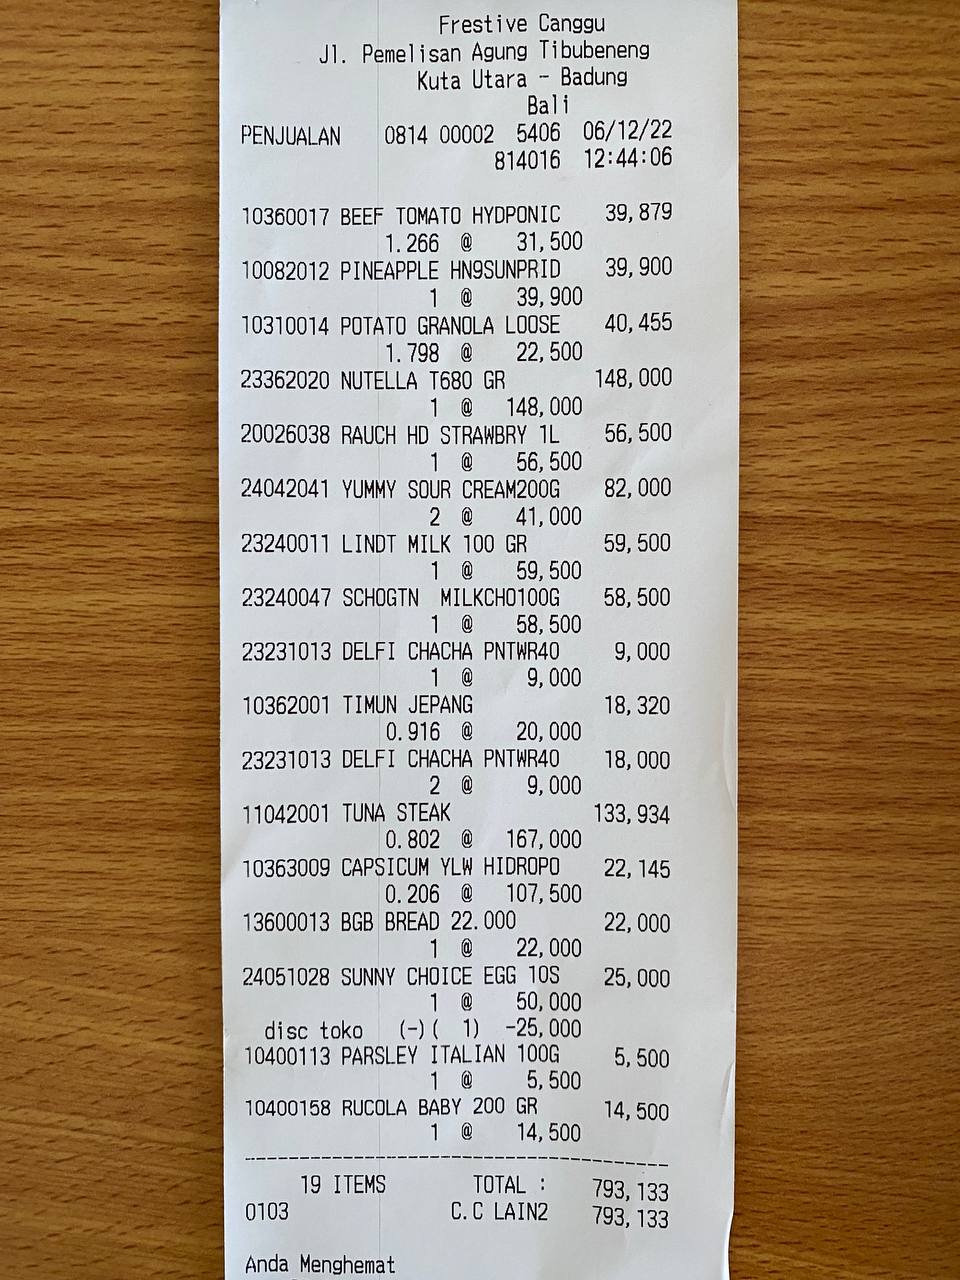 Frestive Canggu
Jl. Pemelisan Agung Tibubeneng
Kuta Utara - Badung
Bali
PENJUALAN 0814 00002 5406 06/12/22
814016 12:44:06
10360017 BEEF TOMATO HYDPONIC 39,879
1.266 @ 31,500
10082012 PINEAPPLE HN9SUNPRID 39,900
1 @ 39,900
10310014 POTATO GRANOLA LOOSE 40,455
1.798 @ 22,500
23362020 NUTELLA T680 GR 148,000
1 @ 148,000
20026038 RAUCH HD STRAWBRY 1L 56,500
1 @ 56,500
24042041 YUMMY SOUR CREAM200G 82,000
2 @ 41,000
23240011 LINDT MILK 100 GR 59,500
1 @ 59,500
23240047 SCHOGTN MILKCHO100G 58,500
1 @ 58,500
23231013 DELFI CHACHA PNTWR40 9,000
1 @ 9,000
10362001 TIMUN JEPANG 18,320
0.916 @ 20,000
23231013 DELFI CHACHA PNTWR40 18,000
2 @ 9,000
11042001 TUNA STEAK 133,934
0.802 @ 167,000
10363009 CAPSICUM YLW HIDROPO 22,145
0.206 @ 107,500
13600013 BGB BREAD 22.000 22,000
1 @ 22,000
24051028 SUNNY CHOICE EGG 10S 25,000
1 @ 50,000
disc toko (-)( 1) -25,000
10400113 PARSLEY ITALIAN 100G 5,500
1 @ 5,500
10400158 RUCOLA BABY 200 GR 14,500
1 @ 14,500
--------------------------------------
19 ITEMS TOTAL : 793,133
0103 C.C LAIN2 793,133
Anda Menghemat